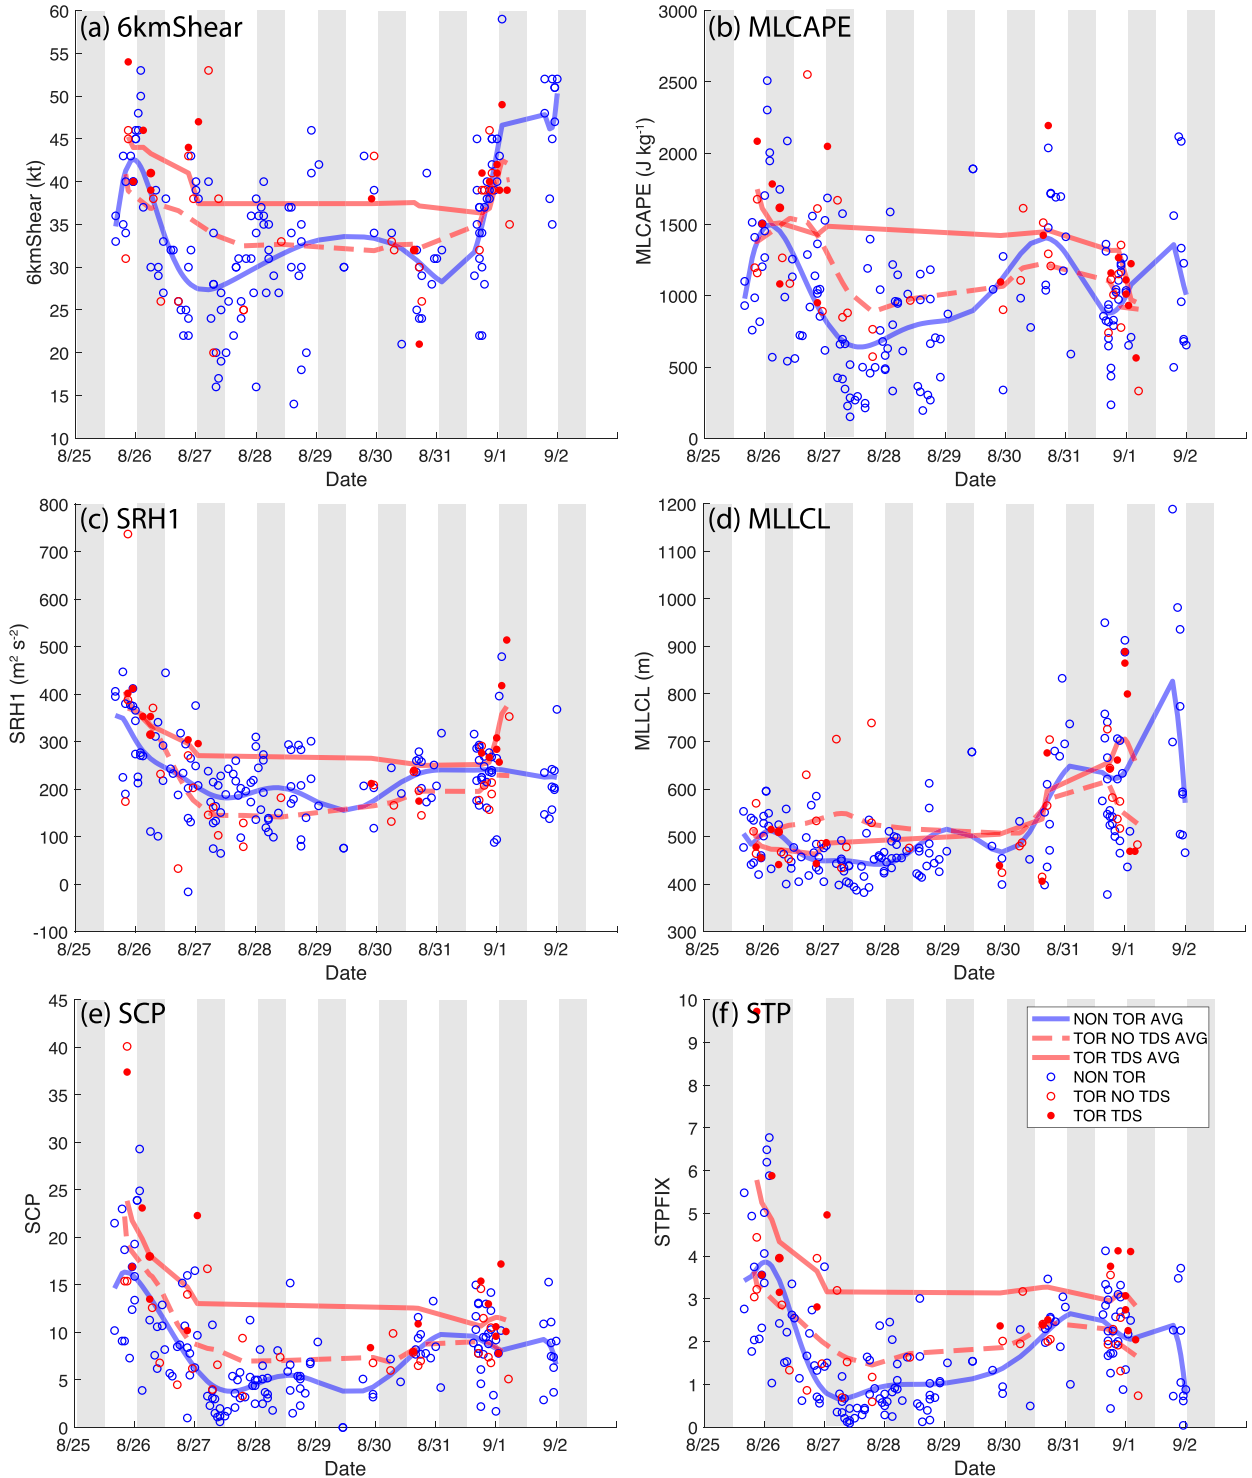 (a) 6kmShear
60
55
50
45
40
35
30
25
20
15
10
6kmShear (kt)
8/25 8/26 8/27 8/28 8/29 8/30 8/31 9/1 9/2
Date
(b) MLCAPE
3000
2500
2000
1500
1000
500
0
MLCAPE (J kg⁻¹)
8/25 8/26 8/27 8/28 8/29 8/30 8/31 9/1 9/2
Date
(c) SRH1
800
700
600
500
400
300
200
100
0
-100
SRH1 (m² s⁻²)
8/25 8/26 8/27 8/28 8/29 8/30 8/31 9/1 9/2
Date
(d) MLLCL
1200
1100
1000
900
800
700
600
500
400
300
MLLCL (m)
8/25 8/26 8/27 8/28 8/29 8/30 8/31 9/1 9/2
Date
(e) SCP
45
40
35
30
25
20
15
10
5
0
SCP
8/25 8/26 8/27 8/28 8/29 8/30 8/31 9/1 9/2
Date
(f) STP
10
9
8
7
6
5
4
3
2
1
0
STPFIX
NON TOR AVG
TOR NO TDS AVG
TOR TDS AVG
NON TOR
TOR NO TDS
TOR TDS
8/25 8/26 8/27 8/28 8/29 8/30 8/31 9/1 9/2
Date